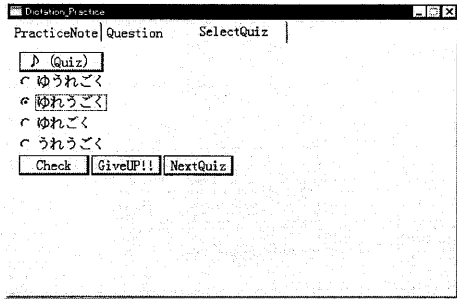 Dictation_Practice
PracticeNote Question SelectQuiz
♪ (Quiz)
ゆうれごく
ゆれうごく
ゆれごく
うれうごく
Check GiveUP!! NextQuiz